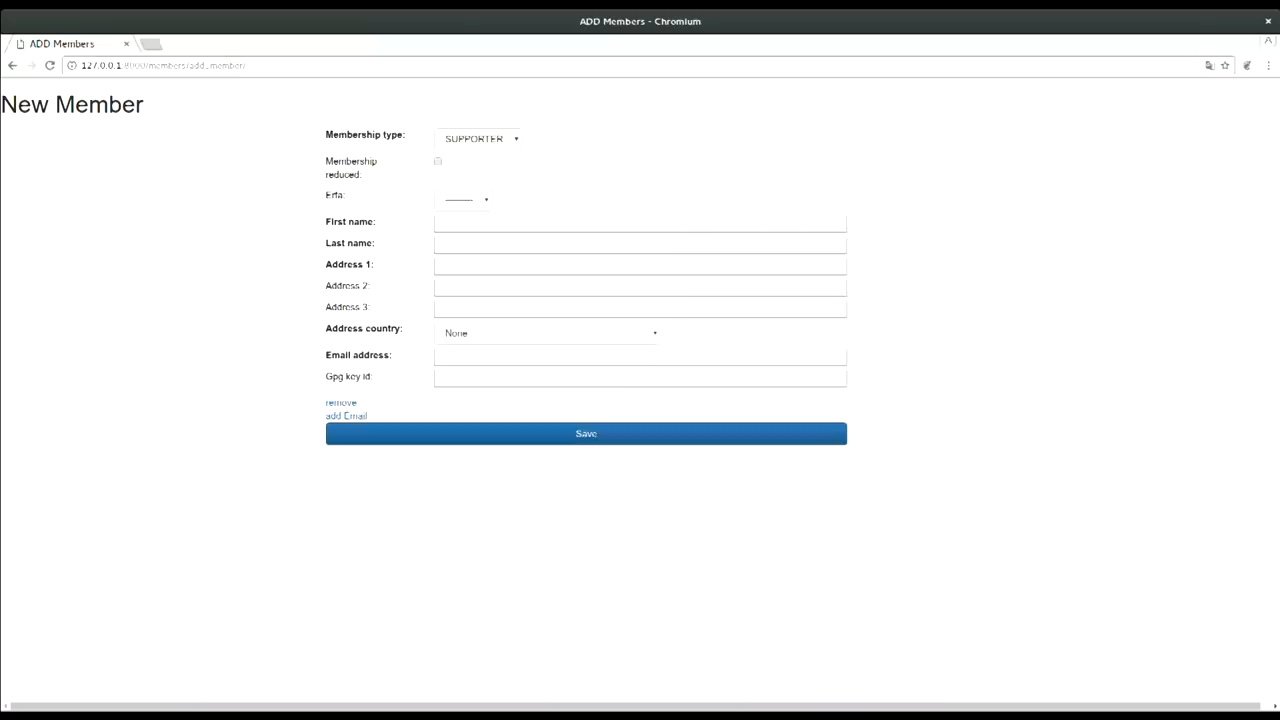 ADD Members - Chromium
ADD Members
127.0.0.1:8000/members/add_member/
New Member
Membership type: SUPPORTER
Membership reduced:
Erfa: ---------
First name:
Last name:
Address 1:
Address 2:
Address 3:
Address country: None
Email address:
Gpg key id:
remove
add Email
Save